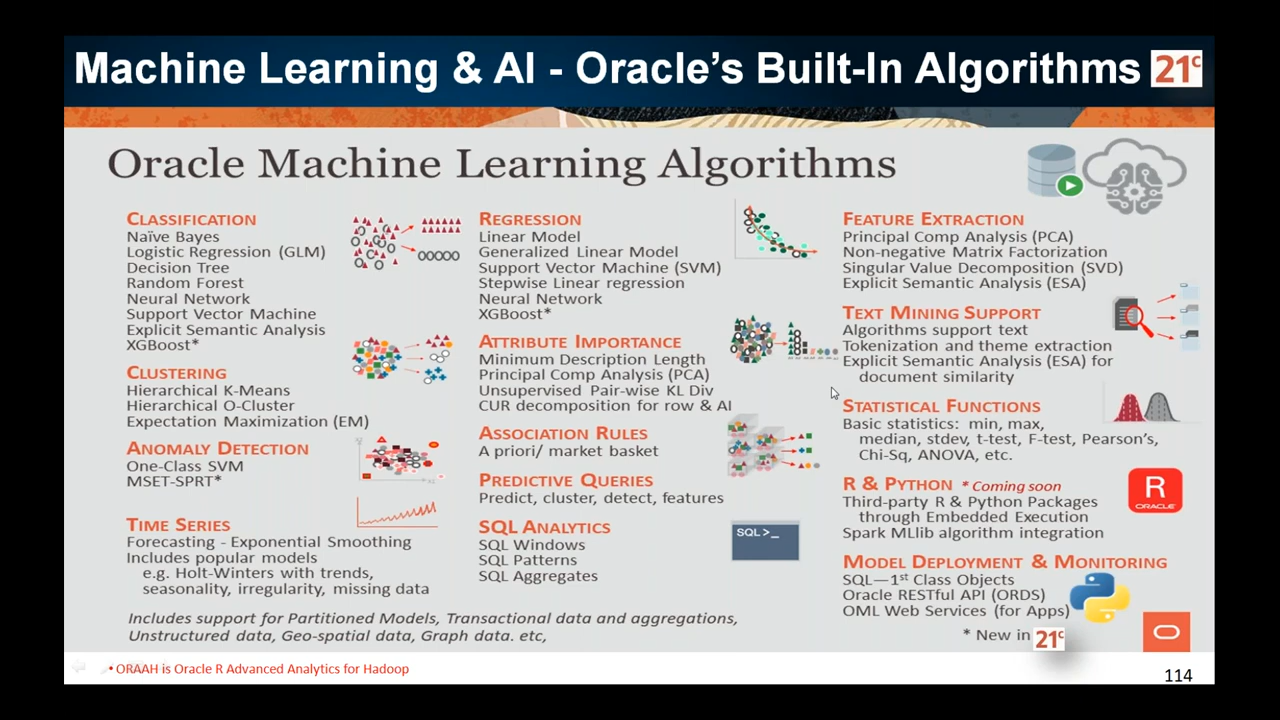 Machine Learning & AI - Oracle's Built-In Algorithms 21c
Oracle Machine Learning Algorithms
CLASSIFICATION
Naïve Bayes
Logistic Regression (GLM)
Decision Tree
Random Forest
Neural Network
Support Vector Machine
Explicit Semantic Analysis
XGBoost*
CLUSTERING
Hierarchical K-Means
Hierarchical O-Cluster
Expectation Maximization (EM)
ANOMALY DETECTION
One-Class SVM
MSET-SPRT*
TIME SERIES
Forecasting - Exponential Smoothing
Includes popular models
e.g. Holt-Winters with trends,
seasonality, irregularity, missing data
REGRESSION
Linear Model
Generalized Linear Model
Support Vector Machine (SVM)
Stepwise Linear regression
Neural Network
XGBoost*
ATTRIBUTE IMPORTANCE
Minimum Description Length
Principal Comp Analysis (PCA)
Unsupervised Pair-wise KL Div
CUR decomposition for row & AI
ASSOCIATION RULES
A priori/ market basket
PREDICTIVE QUERIES
Predict, cluster, detect, features
SQL ANALYTICS
SQL Windows
SQL Patterns
SQL Aggregates
SQL >_
FEATURE EXTRACTION
Principal Comp Analysis (PCA)
Non-negative Matrix Factorization
Singular Value Decomposition (SVD)
Explicit Semantic Analysis (ESA)
TEXT MINING SUPPORT
Algorithms support text
Tokenization and theme extraction
Explicit Semantic Analysis (ESA) for
document similarity
STATISTICAL FUNCTIONS
Basic statistics: min, max,
median, stdev, t-test, F-test, Pearson's,
Chi-Sq, ANOVA, etc.
R & PYTHON * Coming soon
Third-party R & Python Packages
through Embedded Execution
Spark MLlib algorithm integration
R
ORACLE
MODEL DEPLOYMENT & MONITORING
SQL—1st Class Objects
Oracle RESTful API (ORDS)
OML Web Services (for Apps)
* New in 21c
Includes support for Partitioned Models, Transactional data and aggregations,
Unstructured data, Geo-spatial data, Graph data. etc,
• ORAAH is Oracle R Advanced Analytics for Hadoop
114